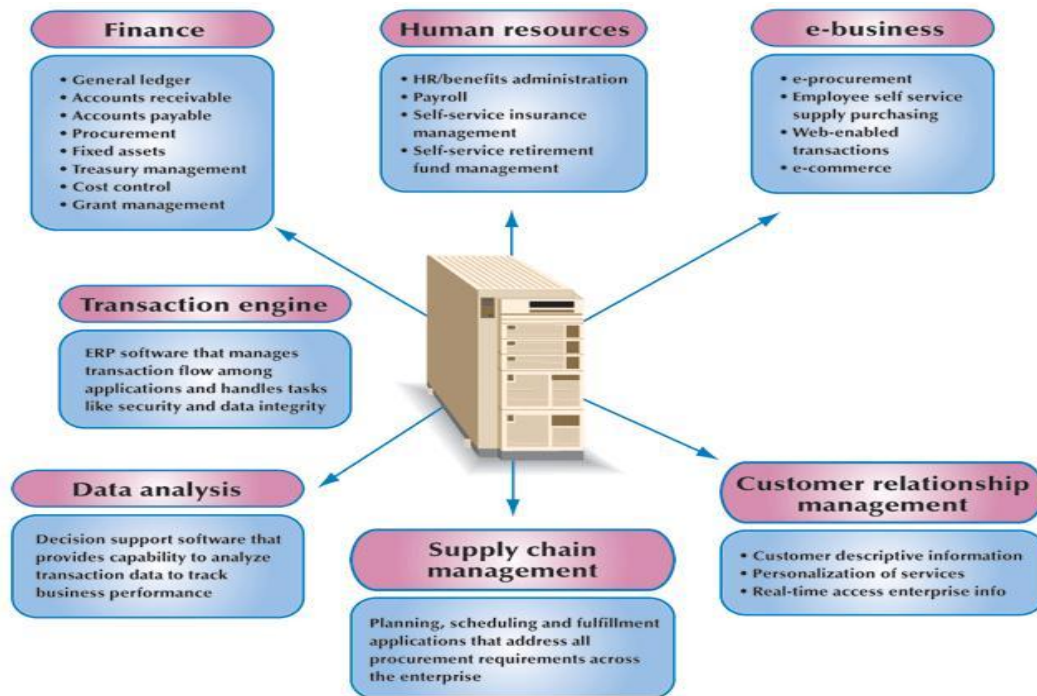 Finance
• General ledger
• Accounts receivable
• Accounts payable
• Procurement
• Fixed assets
• Treasury management
• Cost control
• Grant management
Human resources
• HR/benefits administration
• Payroll
• Self-service insurance
management
• Self-service retirement
fund management
e-business
• e-procurement
• Employee self service
supply purchasing
• Web-enabled
transactions
• e-commerce
Transaction engine
ERP software that manages
transaction flow among
applications and handles tasks
like security and data integrity
Data analysis
Decision support software that
provides capability to analyze
transaction data to track
business performance
Supply chain
management
Planning, scheduling and fulfillment
applications that address all
procurement requirements across
the enterprise
Customer relationship
management
• Customer descriptive information
• Personalization of services
• Real-time access enterprise info